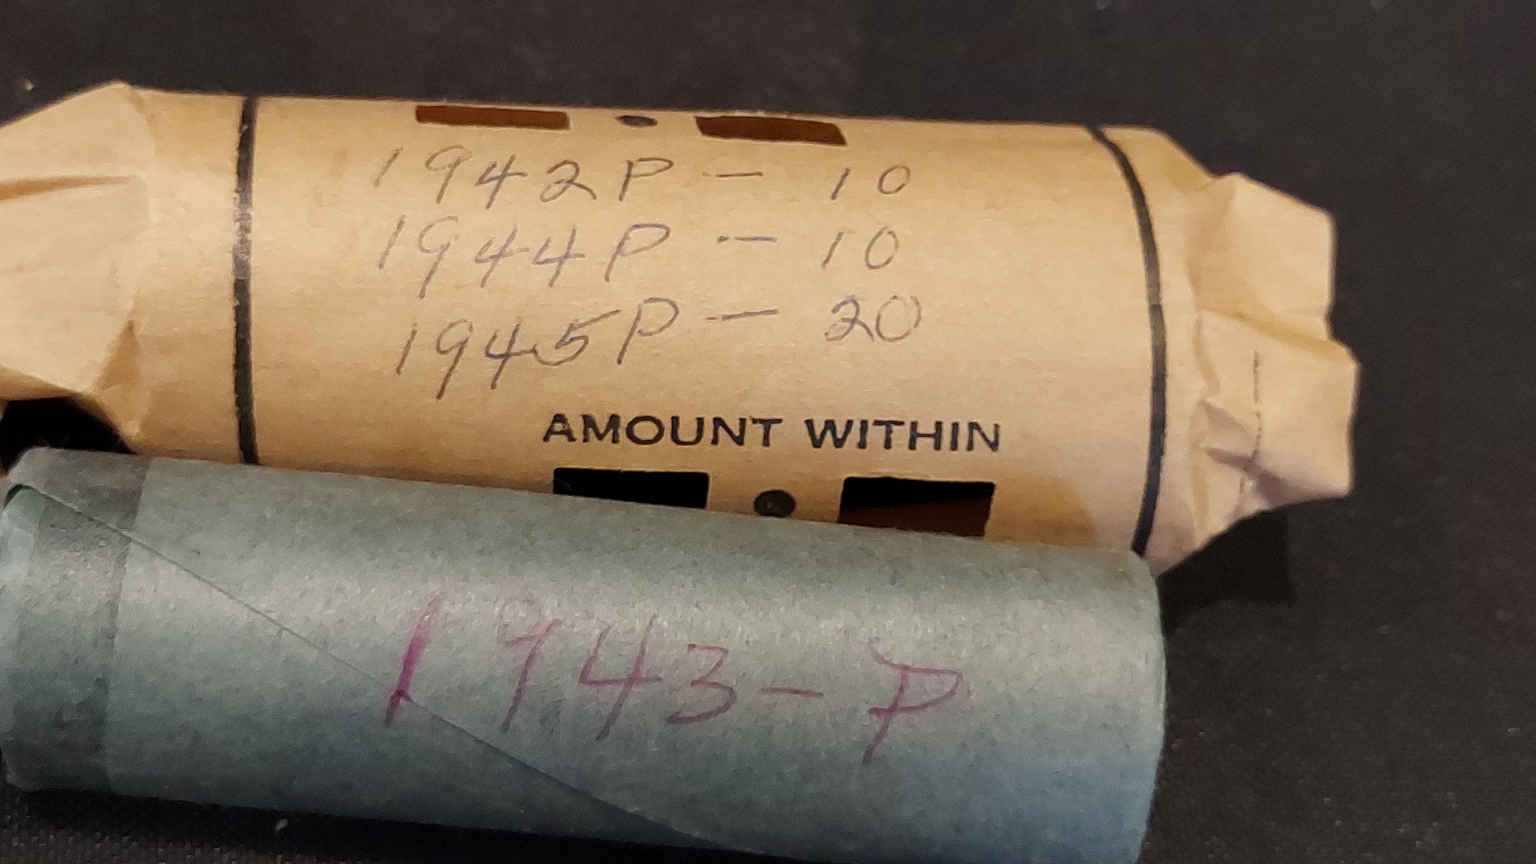 1942P - 10
1944P - 10
1945P - 20
AMOUNT WITHIN
1943-P